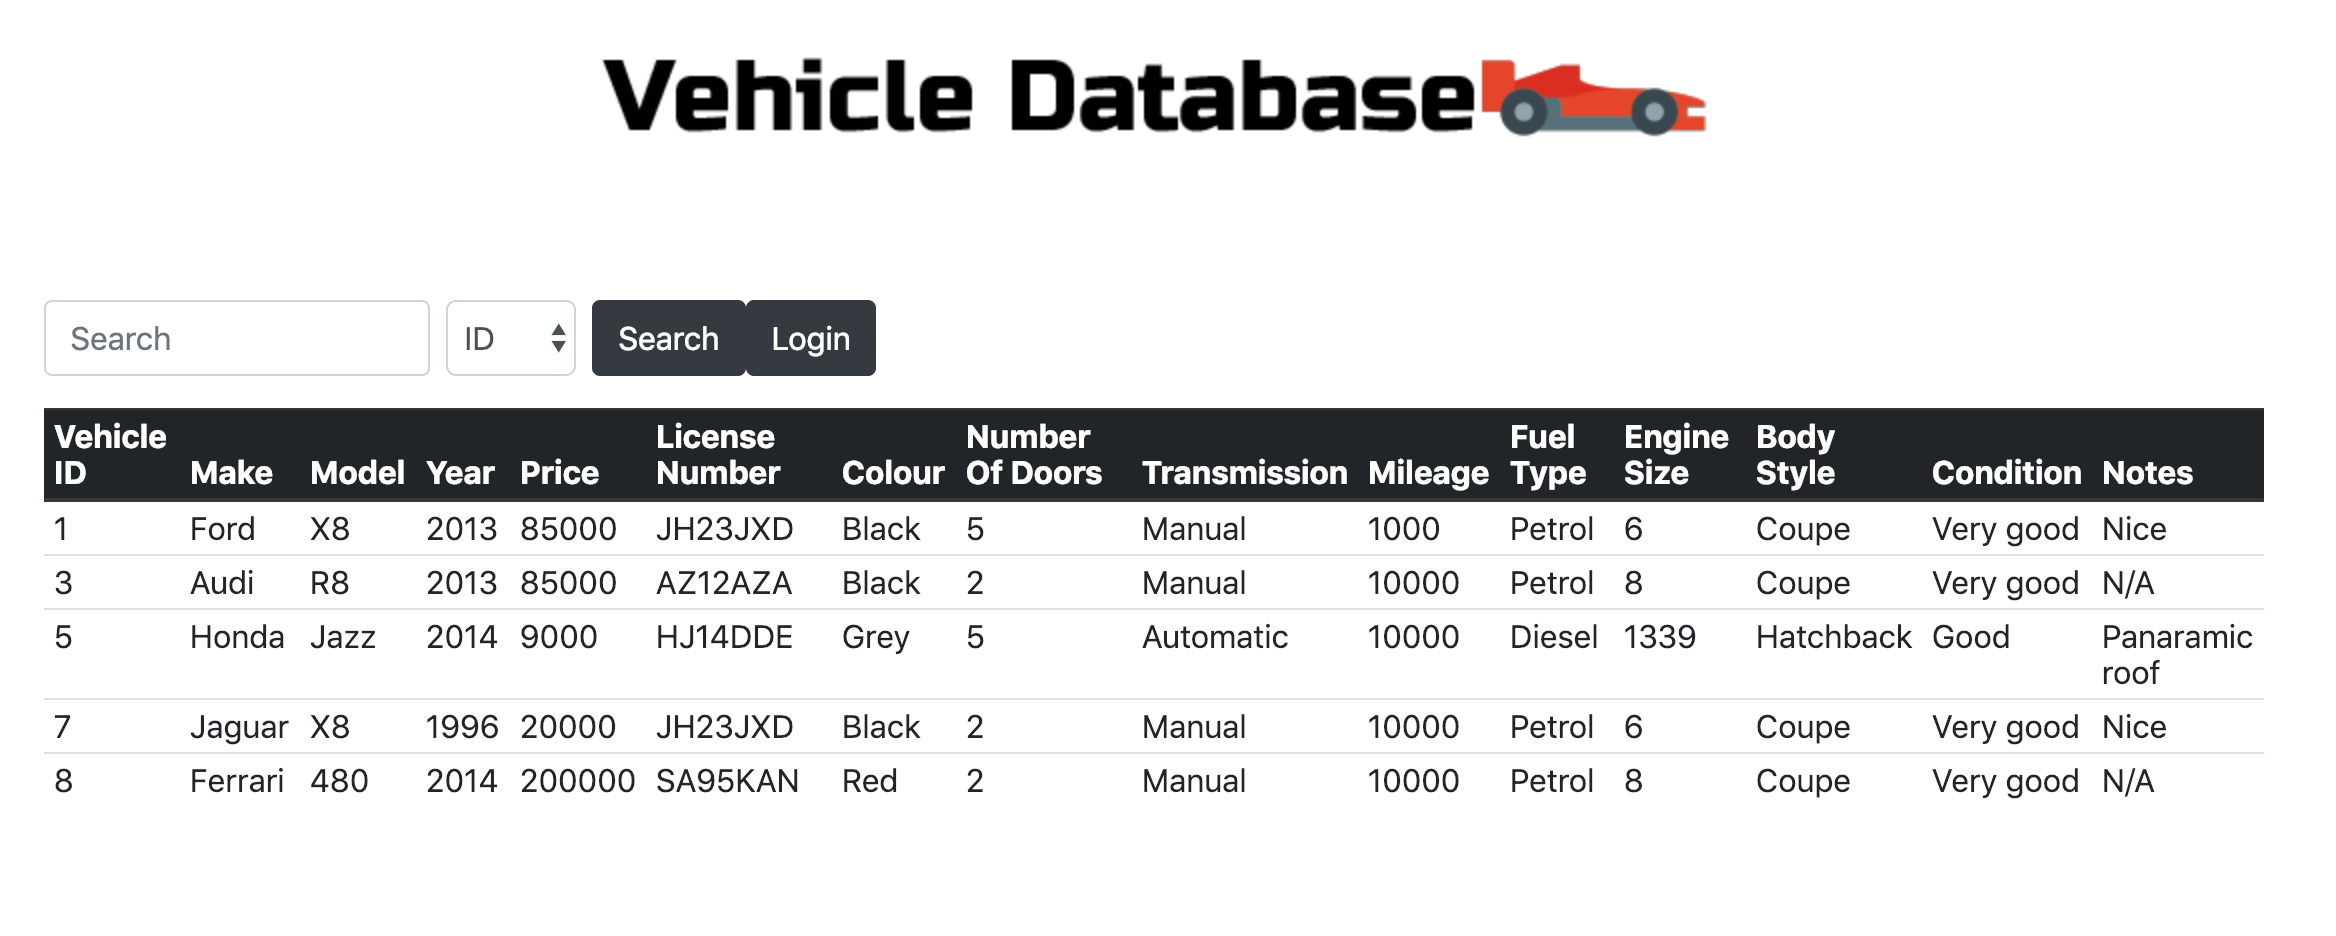 Vehicle Database
Search ID Search Login
Vehicle ID Make Model Year Price License Number Colour Number Of Doors Transmission Mileage Fuel Type Engine Size Body Style Condition Notes
1 Ford X8 2013 85000 JH23JXD Black 5 Manual 1000 Petrol 6 Coupe Very good Nice
3 Audi R8 2013 85000 AZ12AZA Black 2 Manual 10000 Petrol 8 Coupe Very good N/A
5 Honda Jazz 2014 9000 HJ14DDE Grey 5 Automatic 10000 Diesel 1339 Hatchback Good Panaramic roof
7 Jaguar X8 1996 20000 JH23JXD Black 2 Manual 10000 Petrol 6 Coupe Very good Nice
8 Ferrari 480 2014 200000 SA95KAN Red 2 Manual 10000 Petrol 8 Coupe Very good N/A